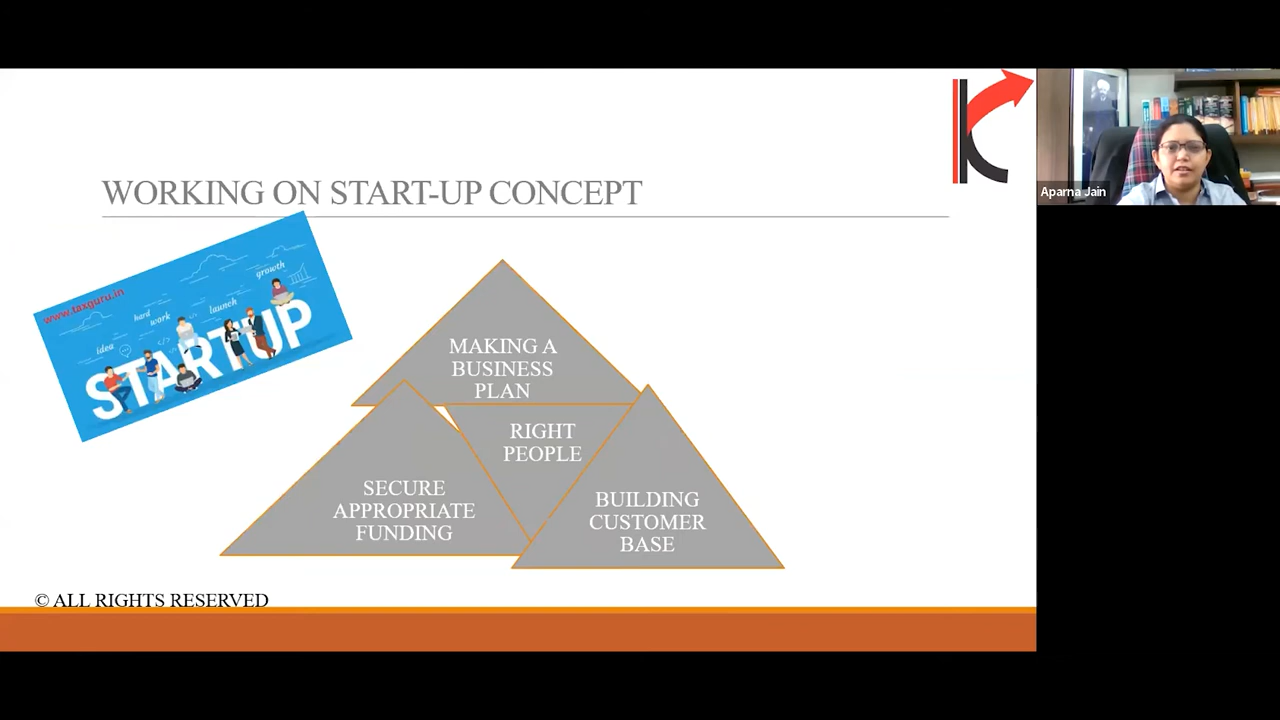 WORKING ON START-UP CONCEPT
Aparna Jain
www.taxguru.in
idea
hard
work
launch
growth
STARTUP
MAKING A
BUSINESS
PLAN
RIGHT
PEOPLE
SECURE
APPROPRIATE
FUNDING
BUILDING
CUSTOMER
BASE
© ALL RIGHTS RESERVED